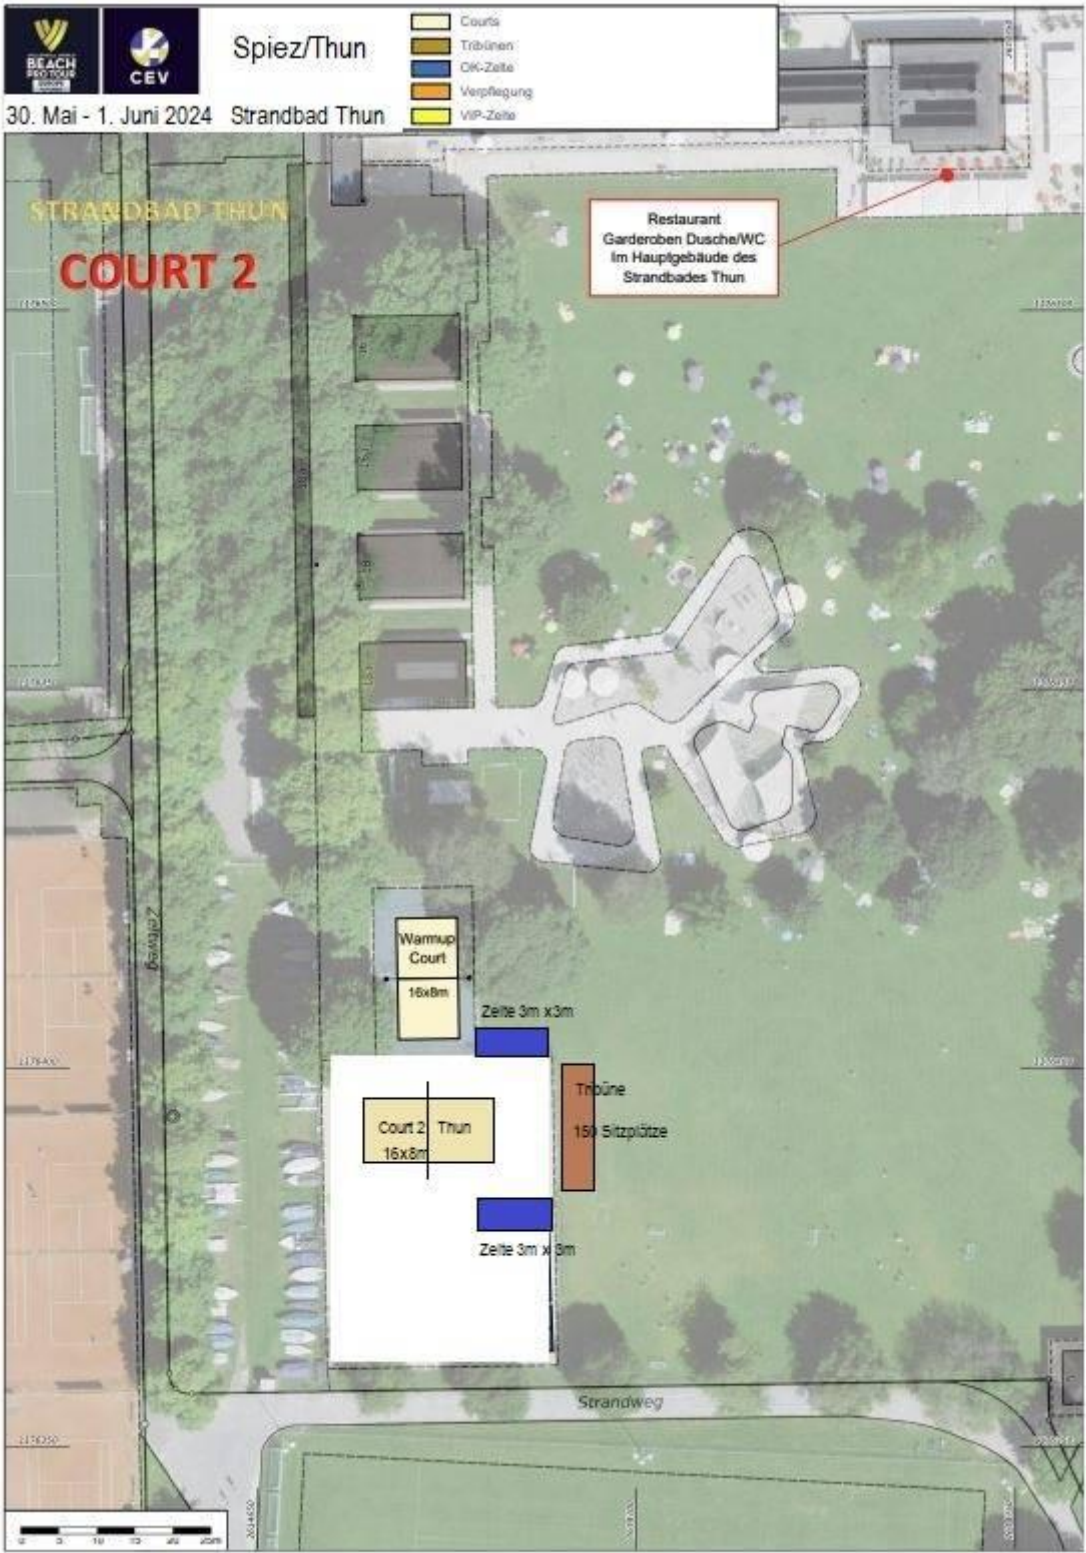 BEACH
PRO TOUR
CEV
Spiez/Thun
30. Mai - 1. Juni 2024 Strandbad Thun
Courts
Tribünen
OK-Zelte
Verpflegung
VIP-Zelte
STRANDBAD THUN
COURT 2
Restaurant
Garderoben Dusche/WC
Im Hauptgebäude des
Strandbades Thun
Zeltweg
Warmup
Court
16x8m
Zelte 3m x 3m
Tribüne
150 Sitzplätze
Court 2 Thun
16x8m
Zelte 3m x 3m
Strandweg